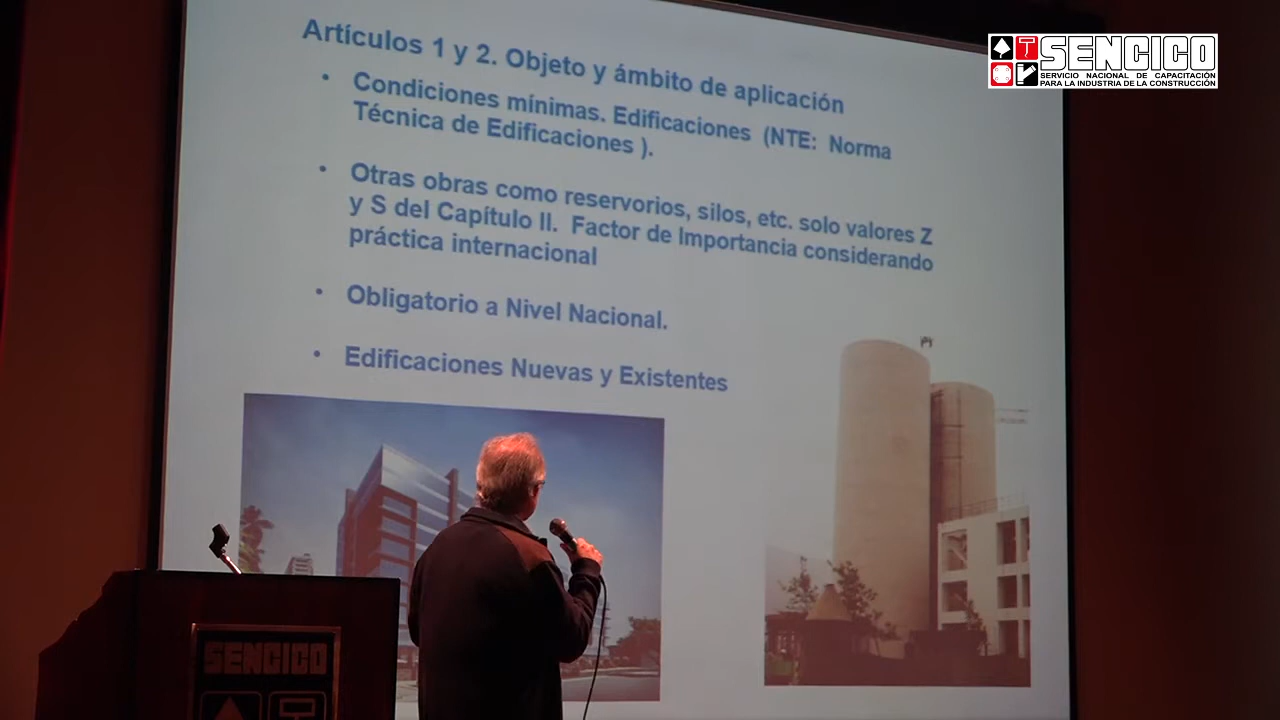 Artículos 1 y 2. Objeto y ámbito de aplicación
• Condiciones mínimas. Edificaciones (NTE: Norma
Técnica de Edificaciones ).
• Otras obras como reservorios, silos, etc. solo valores Z
y S del Capítulo II. Factor de Importancia considerando
práctica internacional
• Obligatorio a Nivel Nacional.
• Edificaciones Nuevas y Existentes
SENCICO
SERVICIO NACIONAL DE CAPACITACIÓN
PARA LA INDUSTRIA DE LA CONSTRUCCIÓN
SENCICO